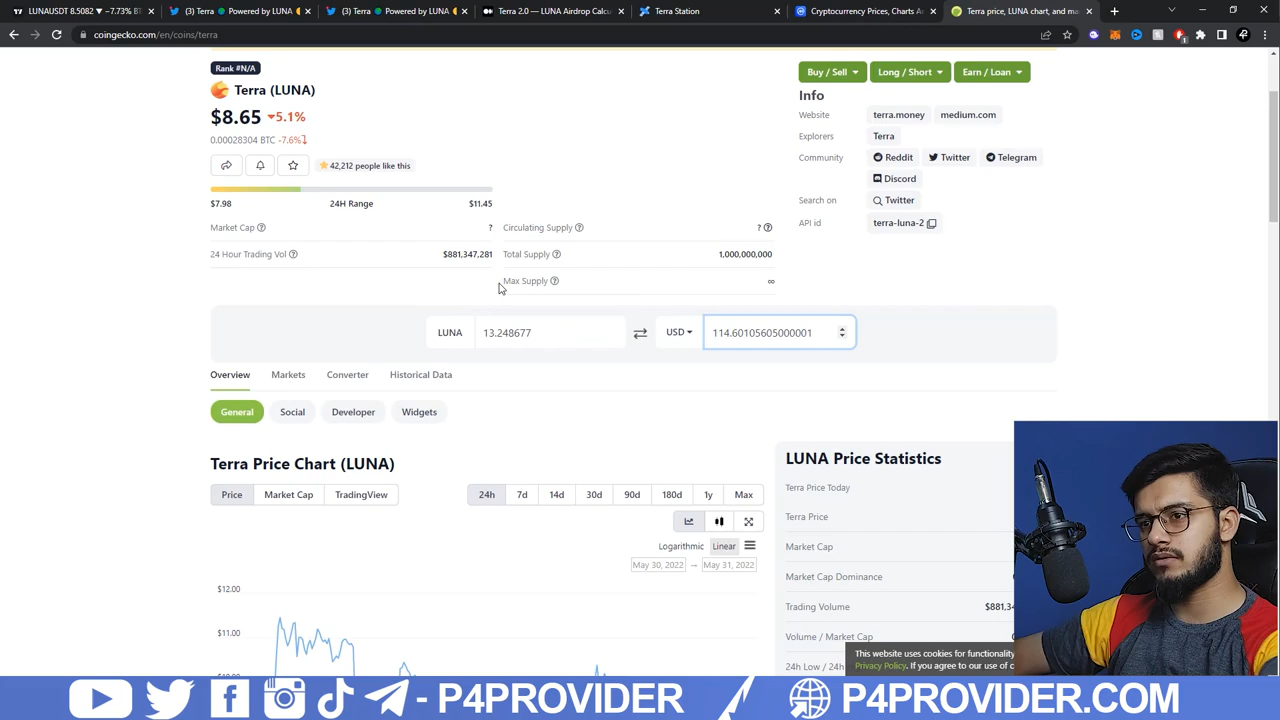 LUNAUSDT 8.5082 ▼ −7.73% BT
(3) Terra 🌕 Powered by LUNA
(3) Terra 🌕 Powered by LUNA
Terra 2.0 — LUNA Airdrop Calcu
Terra Station
Cryptocurrency Prices, Charts A
Terra price, LUNA chart, and ma
coingecko.com/en/coins/terra
Rank #N/A
Terra (LUNA)
$8.65 5.1%
0.00028304 BTC -7.6%
42,212 people like this
$7.98 24H Range $11.45
Market Cap ?
24 Hour Trading Vol $881,347,281
Circulating Supply ?
Total Supply 1,000,000,000
Max Supply ∞
Buy / Sell Long / Short Earn / Loan
Info
Website terra.money medium.com
Explorers Terra
Community Reddit Twitter Telegram
Discord
Search on Twitter
API id terra-luna-2
LUNA 13.248677 USD 114.60105605000001
Overview Markets Converter Historical Data
General Social Developer Widgets
Terra Price Chart (LUNA)
Price Market Cap TradingView
24h 7d 14d 30d 90d 180d 1y Max
Logarithmic Linear
May 30, 2022 → May 31, 2022
$12.00
$11.00
LUNA Price Statistics
Terra Price Today
Terra Price
Market Cap
Market Cap Dominance
Trading Volume $881,34
Volume / Market Cap
24h Low / 24h
This website uses cookies for functionality
Privacy Policy. If you agree to our use of c
- P4PROVIDER
P4PROVIDER.COM